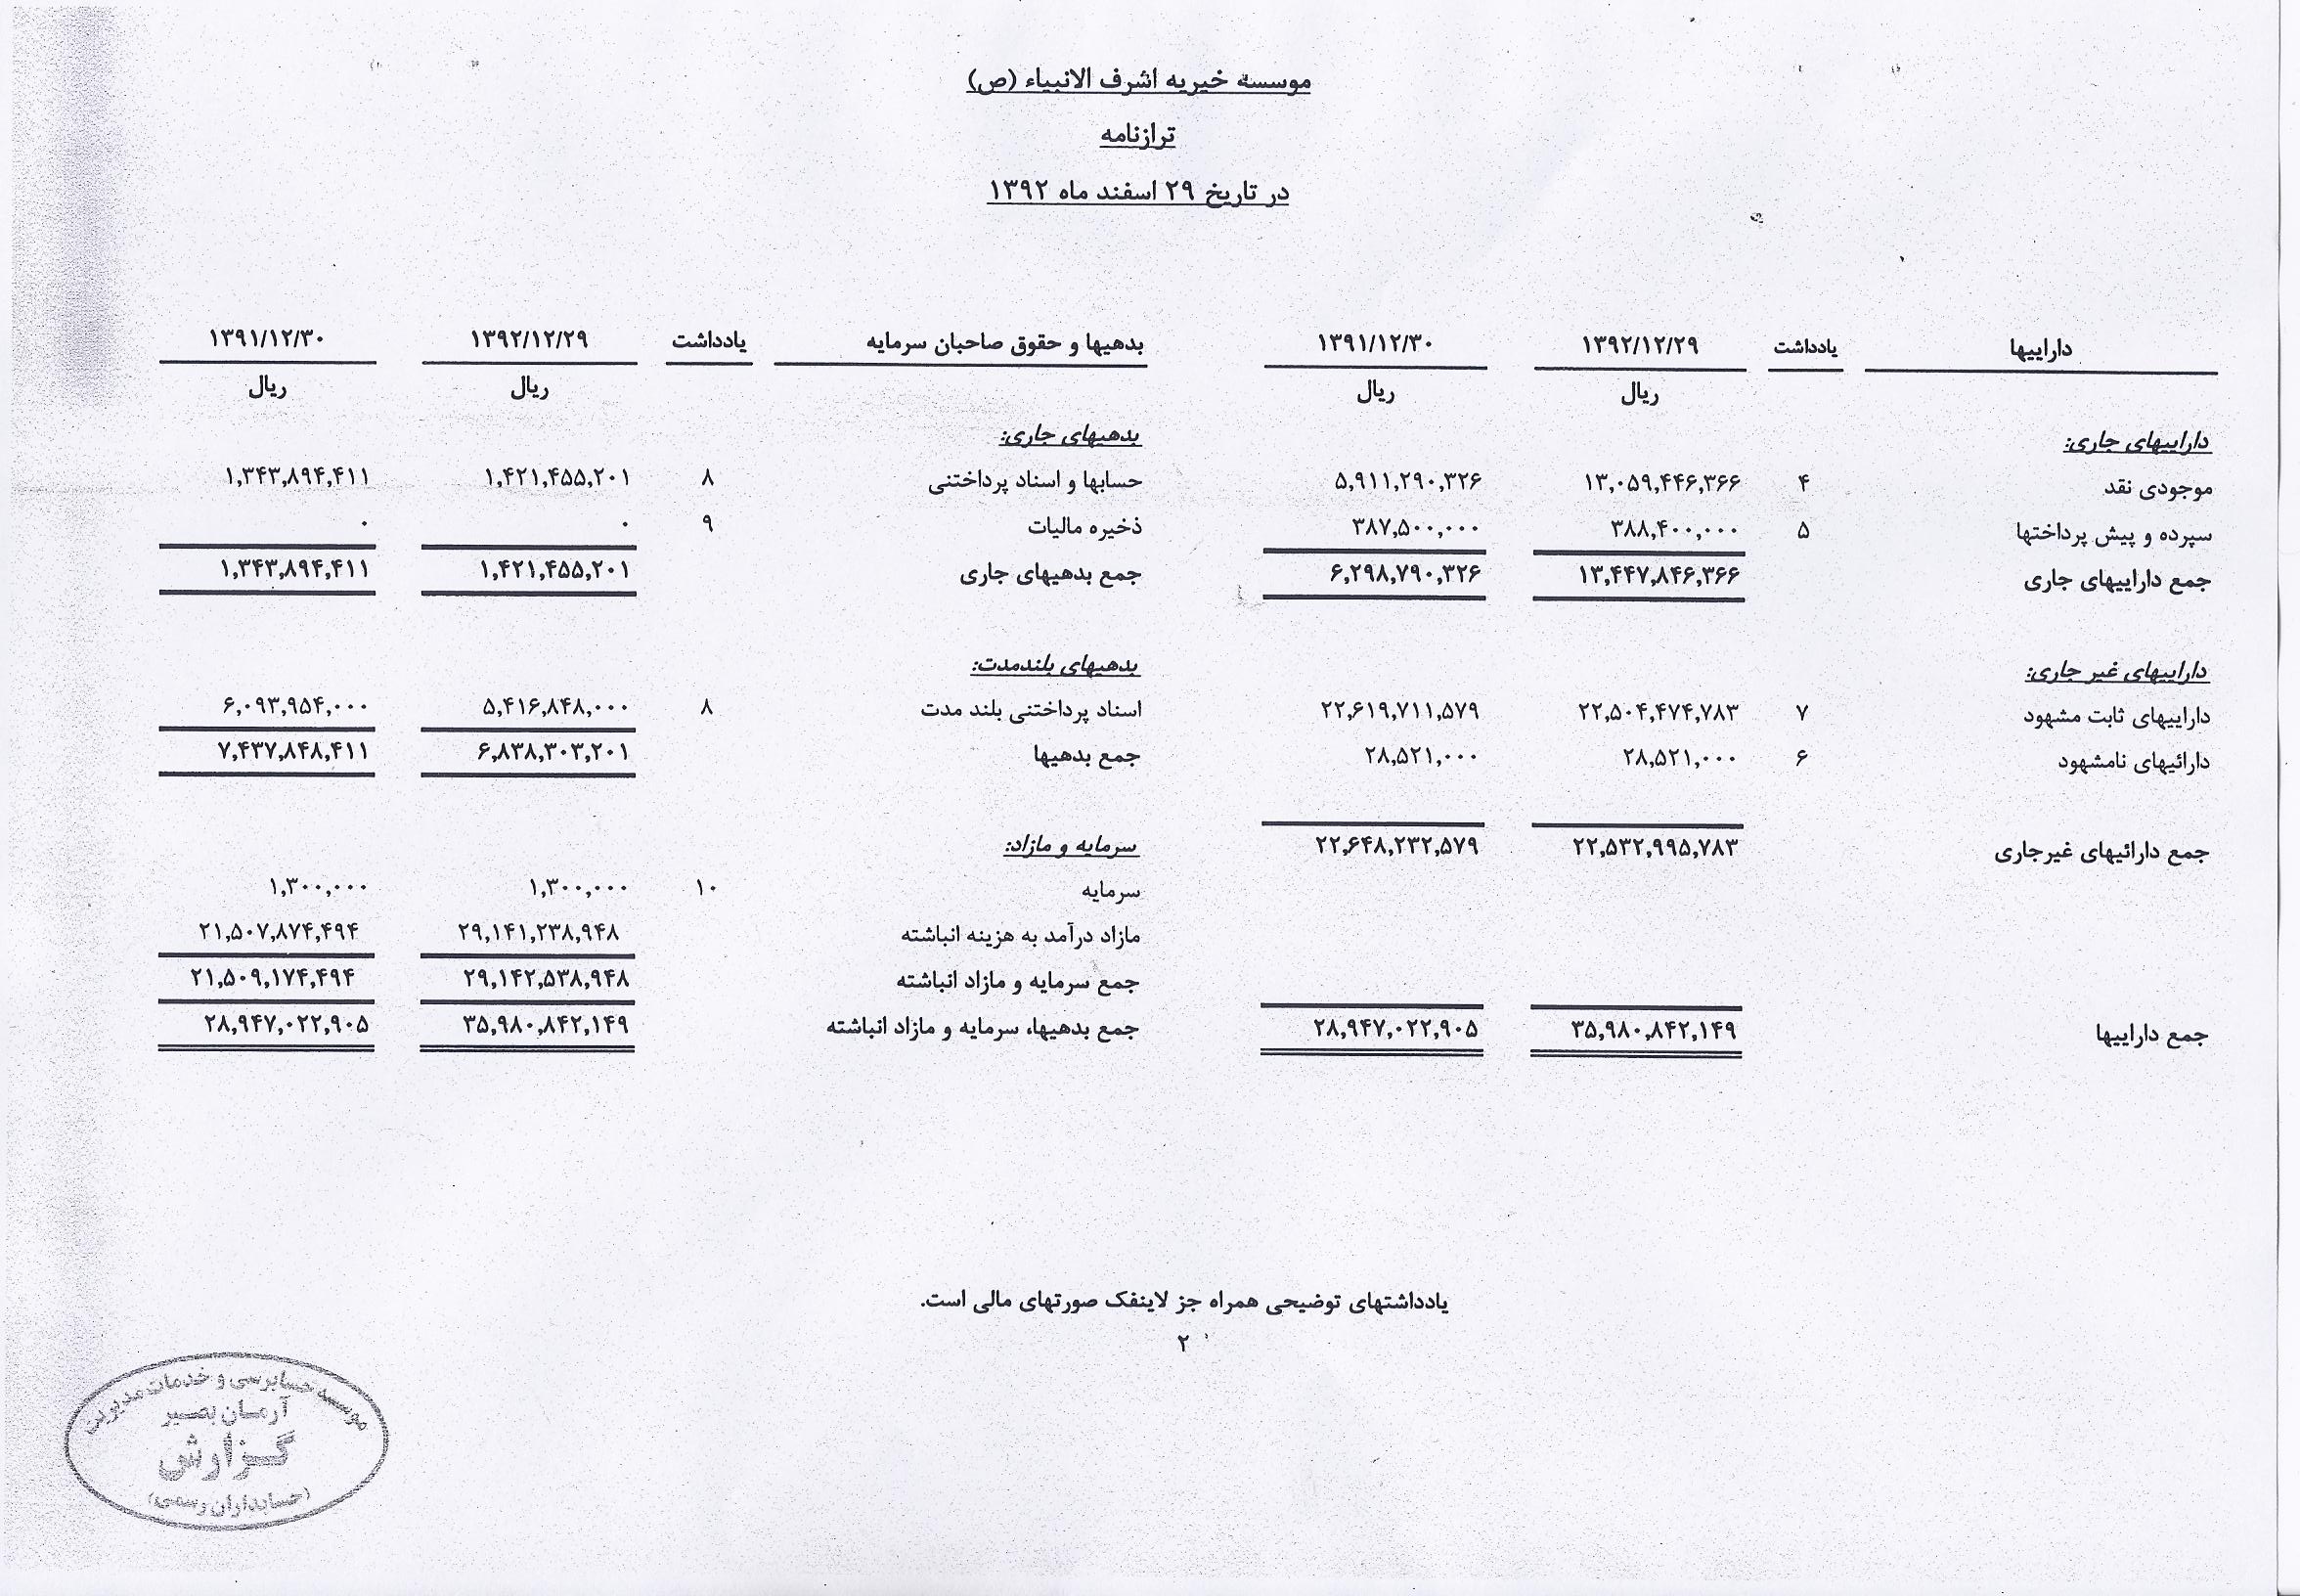 موسسه خیریه اشرف الانبیاء (ص)
ترازنامه
در تاریخ ۲۹ اسفند ماه ۱۳۹۲
داراییها یادداشت ۱۳۹۲/۱۲/۲۹ ۱۳۹۱/۱۲/۳۰ بدهیها و حقوق صاحبان سرمایه یادداشت ۱۳۹۲/۱۲/۲۹ ۱۳۹۱/۱۲/۳۰
ریال ریال ریال ریال
داراییهای جاری: بدهیهای جاری:
موجودی نقد ۴ ۱۳,۰۵۹,۴۴۶,۳۶۶ ۵,۹۱۱,۲۹۰,۳۲۶ حسابها و اسناد پرداختنی ۸ ۱,۴۲۱,۴۵۵,۲۰۱ ۱,۳۴۳,۸۹۴,۴۱۱
سپرده و پیش پرداختها ۵ ۳۸۸,۴۰۰,۰۰۰ ۳۸۷,۵۰۰,۰۰۰ ذخیره مالیات ۹ ۰ ۰
جمع داراییهای جاری ۱۳,۴۴۷,۸۴۶,۳۶۶ ۶,۲۹۸,۷۹۰,۳۲۶ جمع بدهیهای جاری ۱,۴۲۱,۴۵۵,۲۰۱ ۱,۳۴۳,۸۹۴,۴۱۱
داراییهای غیر جاری: بدهیهای بلندمدت:
داراییهای ثابت مشهود ۷ ۲۲,۵۰۴,۴۷۴,۷۸۳ ۲۲,۶۱۹,۷۱۱,۵۷۹ اسناد پرداختنی بلند مدت ۸ ۵,۴۱۶,۸۴۸,۰۰۰ ۶,۰۹۳,۹۵۴,۰۰۰
دارائیهای نامشهود ۶ ۲۸,۵۲۱,۰۰۰ ۲۸,۵۲۱,۰۰۰ جمع بدهیها ۶,۸۳۸,۳۰۳,۲۰۱ ۷,۴۳۷,۸۴۸,۴۱۱
جمع دارائیهای غیرجاری ۲۲,۵۳۲,۹۹۵,۷۸۳ ۲۲,۶۴۸,۲۳۲,۵۷۹ سرمایه و مازاد:
سرمایه ۱۰ ۱,۳۰۰,۰۰۰ ۱,۳۰۰,۰۰۰
مازاد درآمد به هزینه انباشته ۲۹,۱۴۱,۲۳۸,۹۴۸ ۲۱,۵۰۷,۸۷۴,۴۹۴
جمع سرمایه و مازاد انباشته ۲۹,۱۴۲,۵۳۸,۹۴۸ ۲۱,۵۰۹,۱۷۴,۴۹۴
جمع داراییها ۳۵,۹۸۰,۸۴۲,۱۴۹ ۲۸,۹۴۷,۰۲۲,۹۰۵ جمع بدهیها، سرمایه و مازاد انباشته ۳۵,۹۸۰,۸۴۲,۱۴۹ ۲۸,۹۴۷,۰۲۲,۹۰۵
یادداشتهای توضیحی همراه جز لاینفک صورتهای مالی است.
۲
موسسه حسابرسی و خدمات مدیریت
آرمان بصیر
گزارش
(حسابداران رسمی)